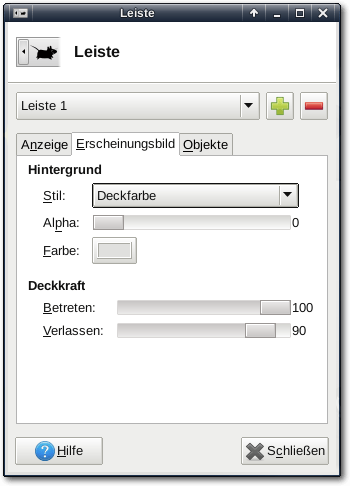 Leiste
Leiste
Leiste 1
Anzeige Erscheinungsbild Objekte
Hintergrund
Stil: Deckfarbe
Alpha: 0
Farbe:
Deckkraft
Betreten: 100
Verlassen: 90
Hilfe Schließen